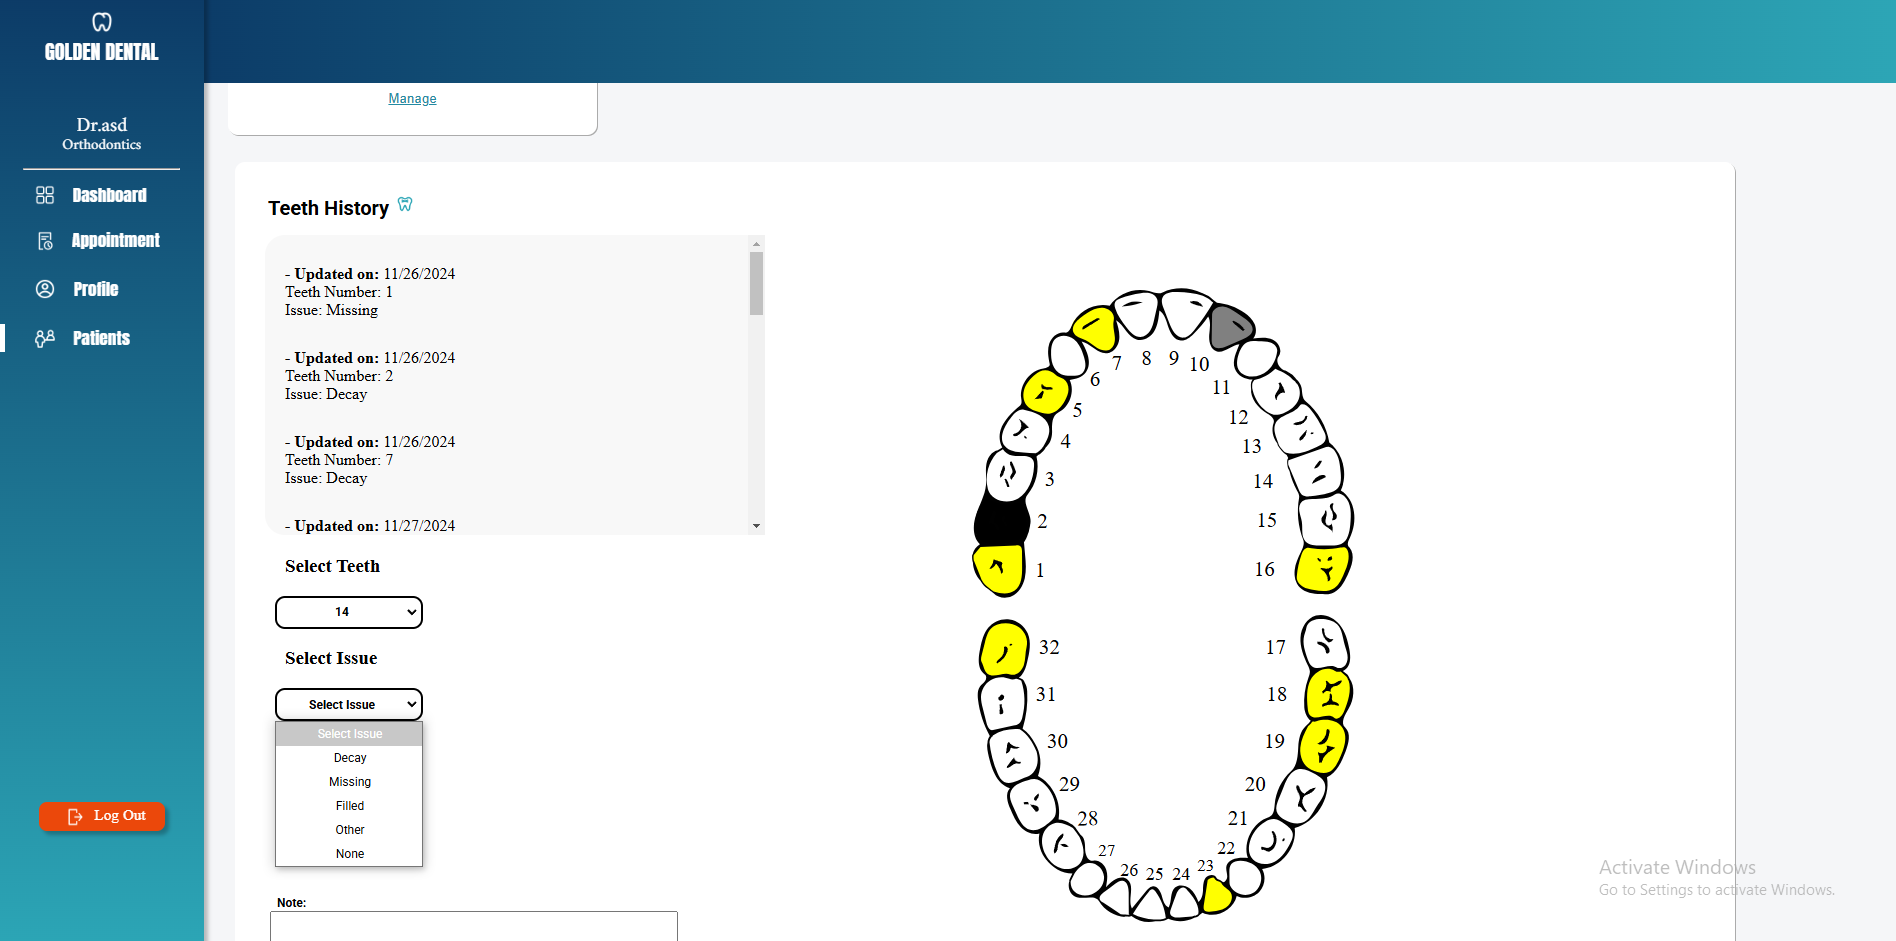 GOLDEN DENTAL
Dr.asd
Orthodontics
Dashboard
Appointment
Profile
Patients
Log Out
Manage
Teeth History
- Updated on: 11/26/2024
Teeth Number: 1
Issue: Missing
- Updated on: 11/26/2024
Teeth Number: 2
Issue: Decay
- Updated on: 11/26/2024
Teeth Number: 7
Issue: Decay
- Updated on: 11/27/2024
Select Teeth
14
Select Issue
Select Issue
Select Issue
Decay
Missing
Filled
Other
None
Note:
1
2
3
4
5
6
7
8
9
10
11
12
13
14
15
16
17
18
19
20
21
22
23
24
25
26
27
28
29
30
31
32
Activate Windows
Go to Settings to activate Windows.